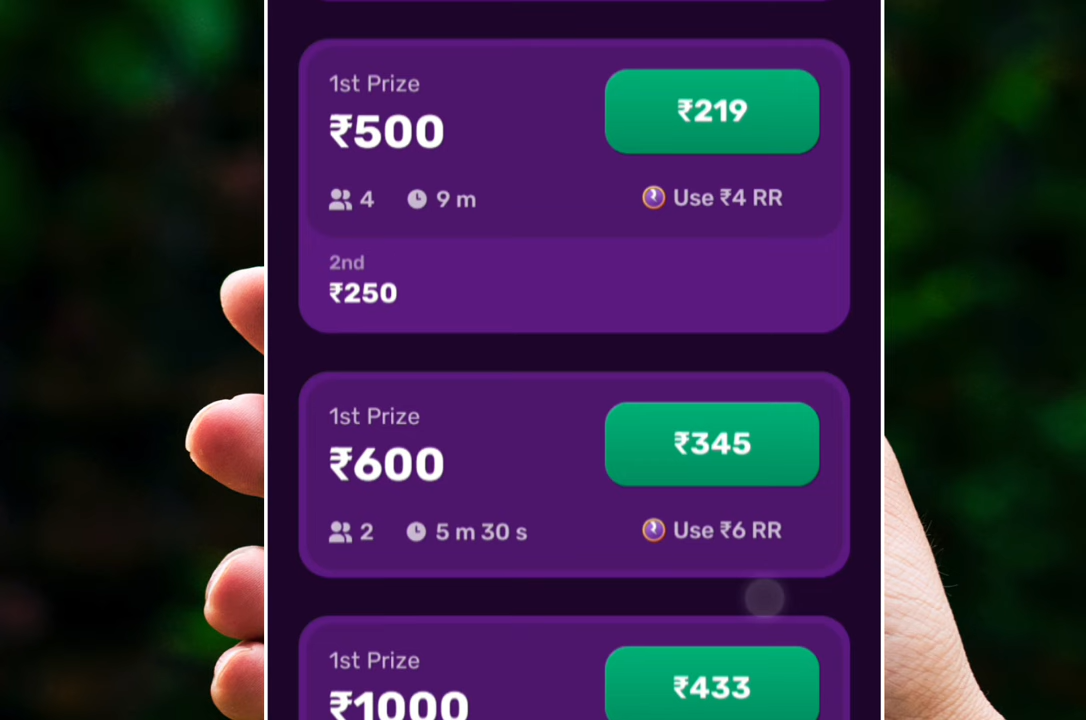 1st Prize
₹500
₹219
4
9 m
Use ₹4 RR
2nd
₹250
1st Prize
₹600
₹345
2
5 m 30 s
Use ₹6 RR
1st Prize
₹1000
₹433